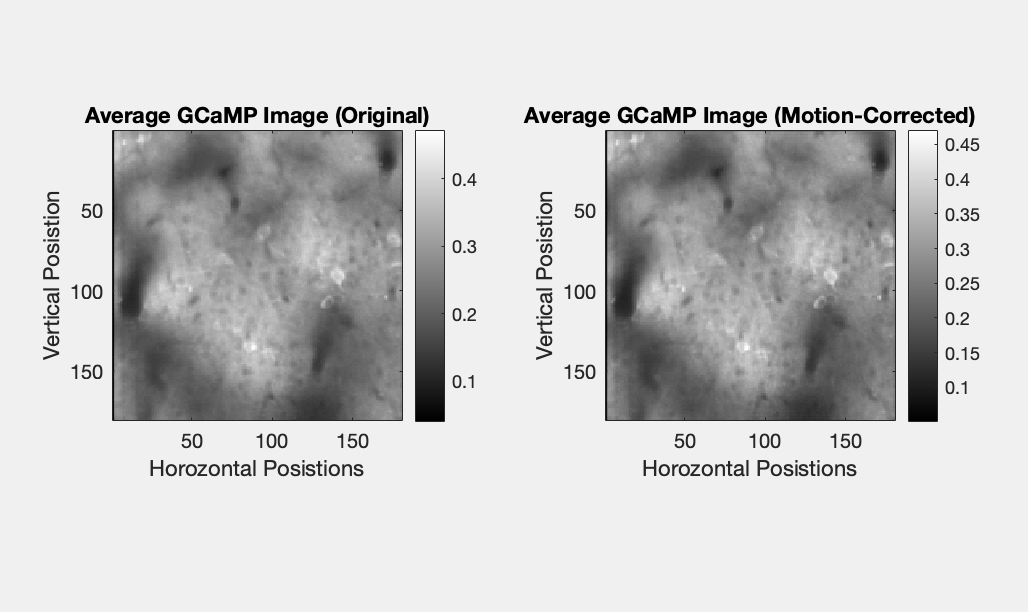 Average GCaMP Image (Original)
Vertical Posistion
50
100
150
50 100 150
Horozontal Posistions
0.4
0.3
0.2
0.1
Average GCaMP Image (Motion-Corrected)
Vertical Posistion
50
100
150
50 100 150
Horozontal Posistions
0.45
0.4
0.35
0.3
0.25
0.2
0.15
0.1